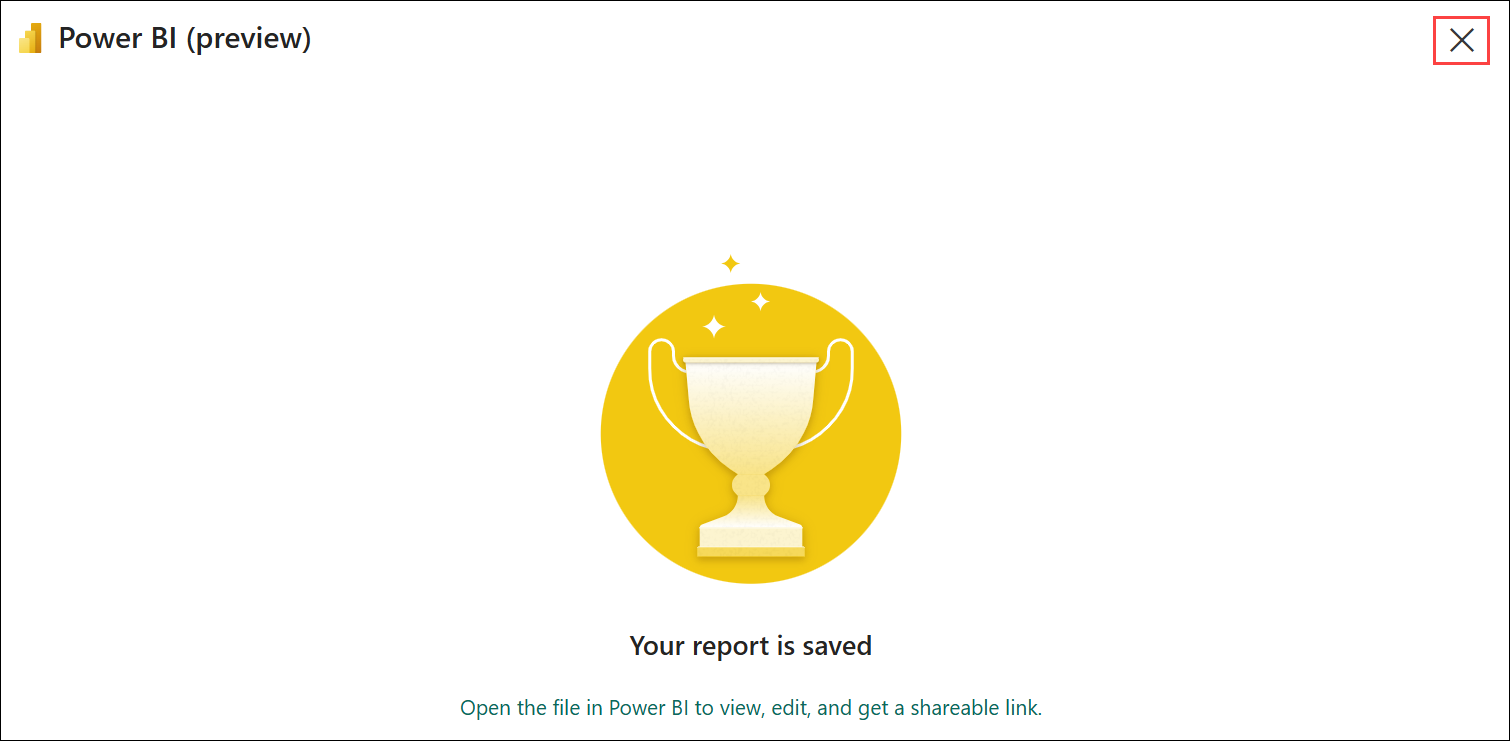 Power BI (preview)
Your report is saved
Open the file in Power BI to view, edit, and get a shareable link.